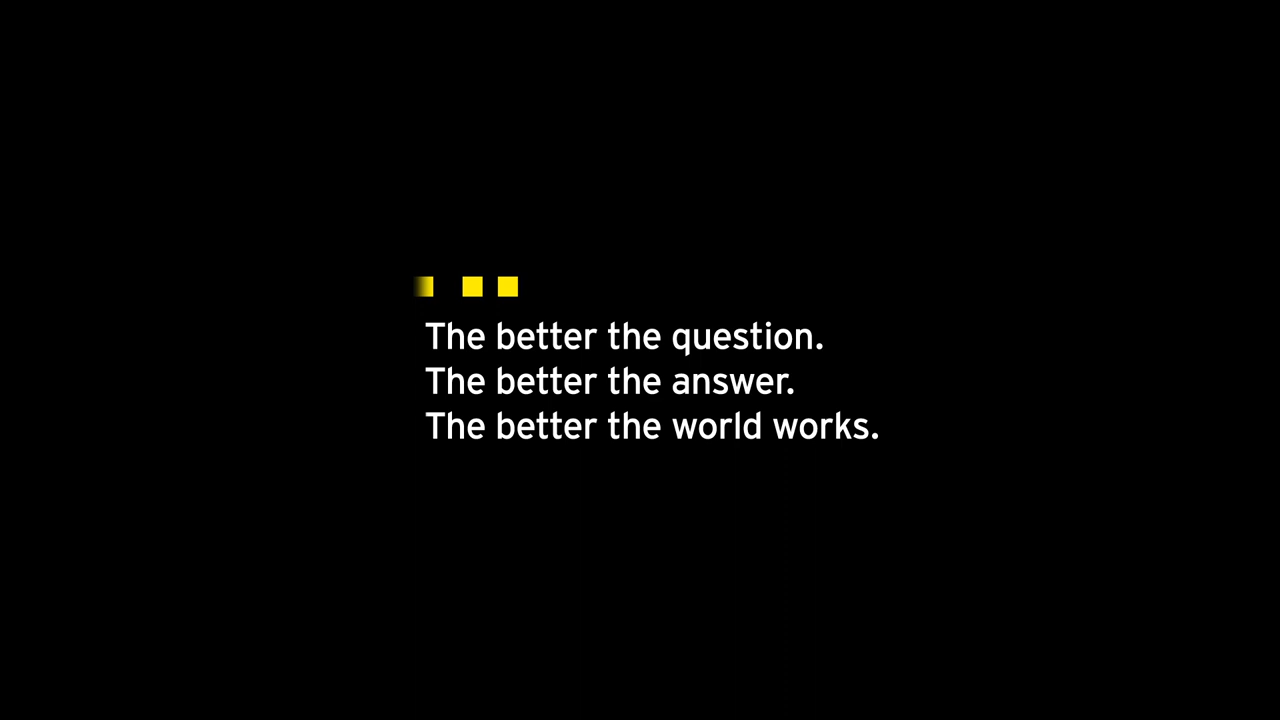 The better the question.
The better the answer.
The better the world works.